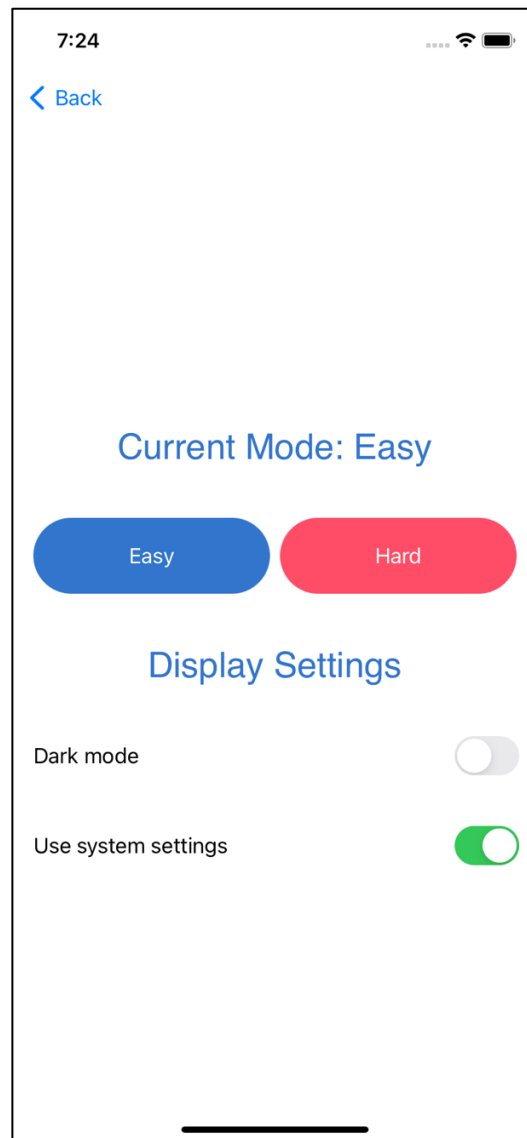 7:24
Back
Current Mode: Easy
Easy Hard
Display Settings
Dark mode
Use system settings